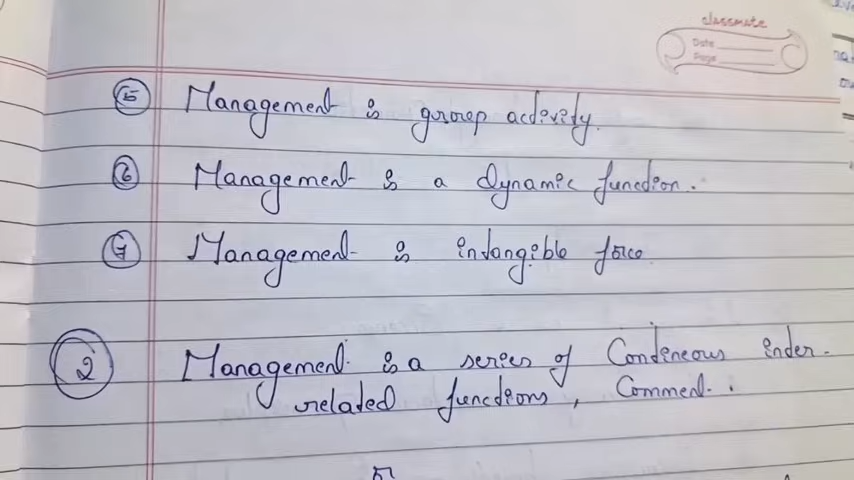 classmate
Date
Page
5 Management is group activity.
6 Management is a dynamic function.
7 Management is intangible force
2 Management is a series of Contineous inter-
related functions, Comment.